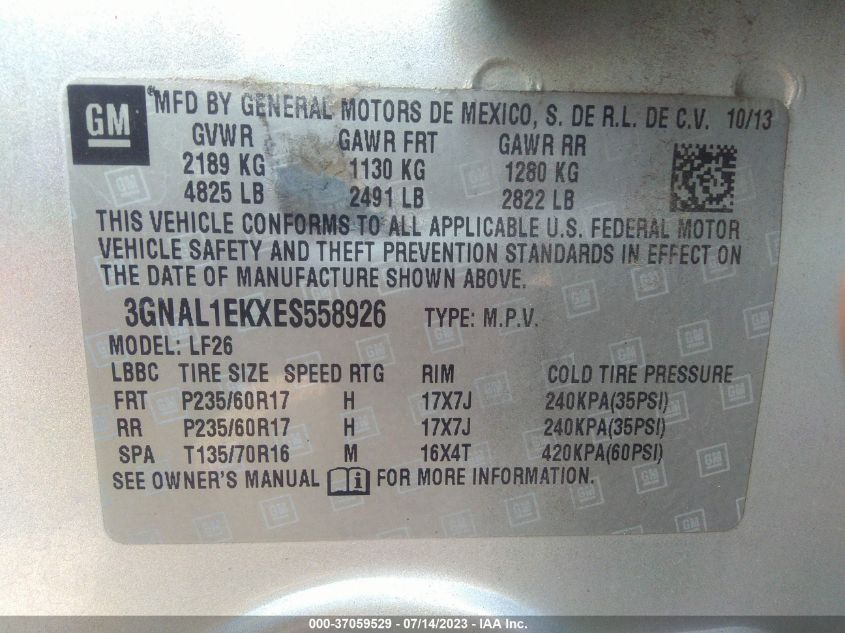 GM
MFD BY GENERAL MOTORS DE MEXICO, S. DE R.L. DE C.V. 10/13
GVWR GAWR FRT GAWR RR
2189 KG 1130 KG 1280 KG
4825 LB 2491 LB 2822 LB
THIS VEHICLE CONFORMS TO ALL APPLICABLE U.S. FEDERAL MOTOR
VEHICLE SAFETY AND THEFT PREVENTION STANDARDS IN EFFECT ON
THE DATE OF MANUFACTURE SHOWN ABOVE.
3GNAL1EKXES558926 TYPE: M.P.V.
MODEL: LF26
LBBC TIRE SIZE SPEED RTG RIM COLD TIRE PRESSURE
FRT P235/60R17 H 17X7J 240KPA(35PSI)
RR P235/60R17 H 17X7J 240KPA(35PSI)
SPA T135/70R16 M 16X4T 420KPA(60PSI)
SEE OWNER'S MANUAL i FOR MORE INFORMATION.
000-37059529 - 07/14/2023 - IAA Inc.